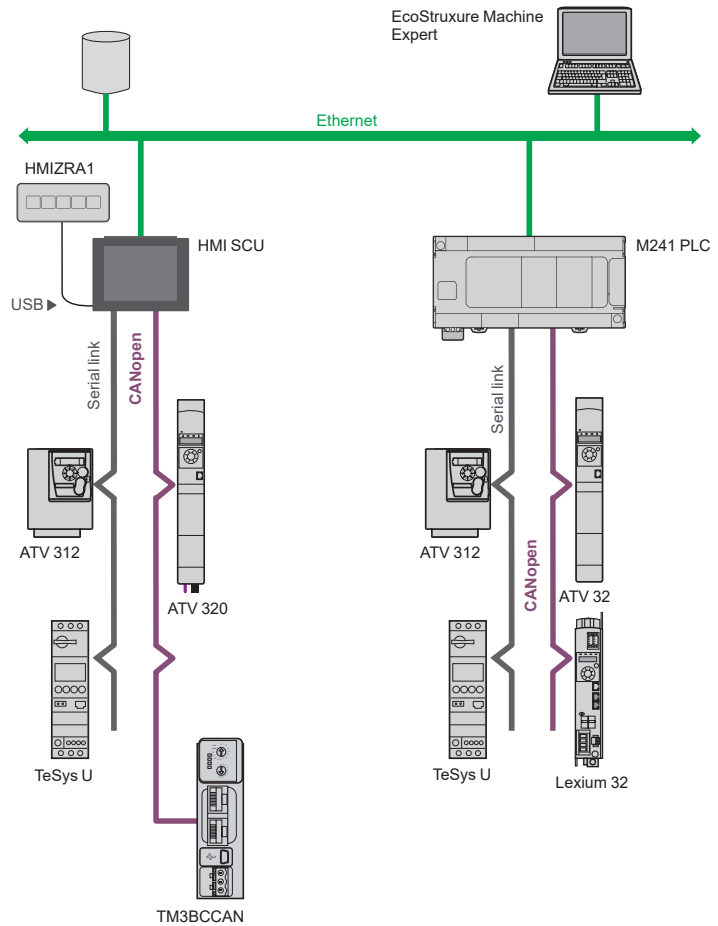 EcoStruxure Machine
Expert
Ethernet
HMIZRA1
HMI SCU
M241 PLC
USB
Serial link
CANopen
Serial link
ATV 312
ATV 320
ATV 312
CANopen
ATV 32
TeSys U
TeSys U
Lexium 32
TM3BCCAN